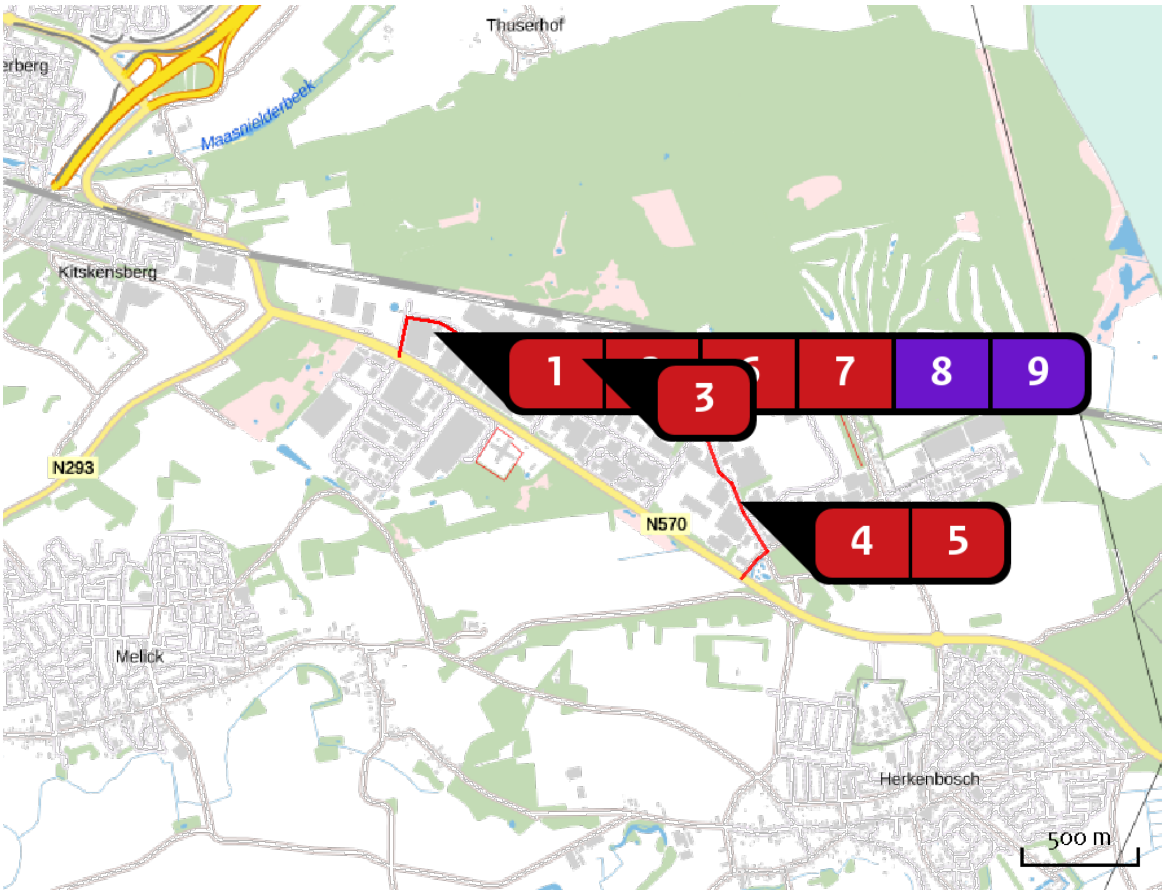 Thuserhof
erberg
Maasnielderbeek
Kitskensberg
1 6 7 8 9
3
N293
N570
4 5
Melick
Herkenbosch
500 m